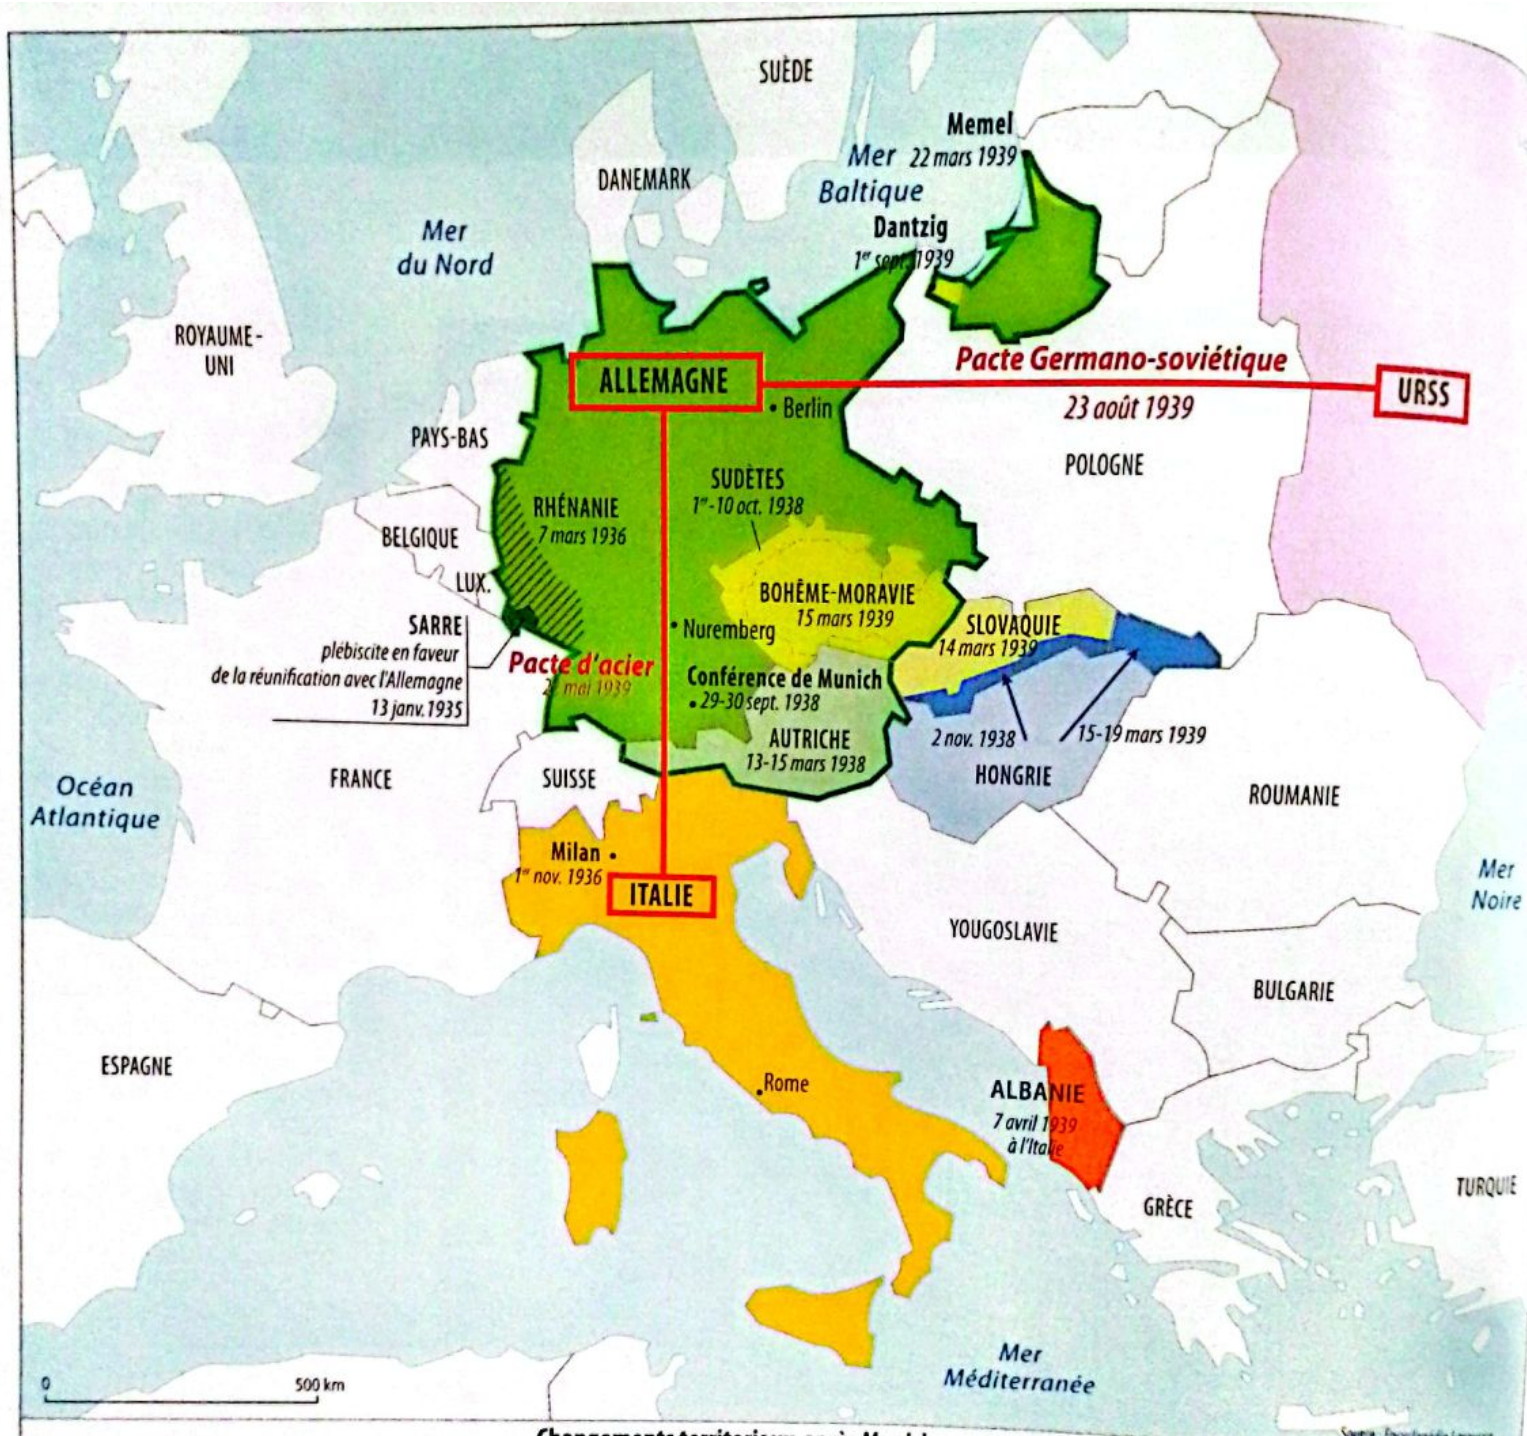 SUÈDE
Memel
22 mars 1939
Mer
Baltique
DANEMARK
Dantzig
1er sept. 1939
Mer
du Nord
ROYAUME-
UNI
Pacte Germano-soviétique
ALLEMAGNE
URSS
23 août 1939
Berlin
PAYS-BAS
POLOGNE
SUDÈTES
1er-10 oct. 1938
RHÉNANIE
7 mars 1936
BELGIQUE
LUX.
BOHÊME-MORAVIE
15 mars 1939
SARRE
plébiscite en faveur
de la réunification avec l'Allemagne
13 janv. 1935
Nuremberg
SLOVAQUIE
14 mars 1939
Pacte d'acier
mai 1939
Conférence de Munich
29-30 sept. 1938
AUTRICHE
13-15 mars 1938
2 nov. 1938
15-19 mars 1939
HONGRIE
FRANCE
SUISSE
Océan
Atlantique
ROUMANIE
Milan
1er nov. 1936
ITALIE
Mer
Noire
YOUGOSLAVIE
BULGARIE
ESPAGNE
Rome
ALBANIE
7 avril 1939
à l'Italie
GRÈCE
TURQUIE
Mer
Méditerranée
0 500 km